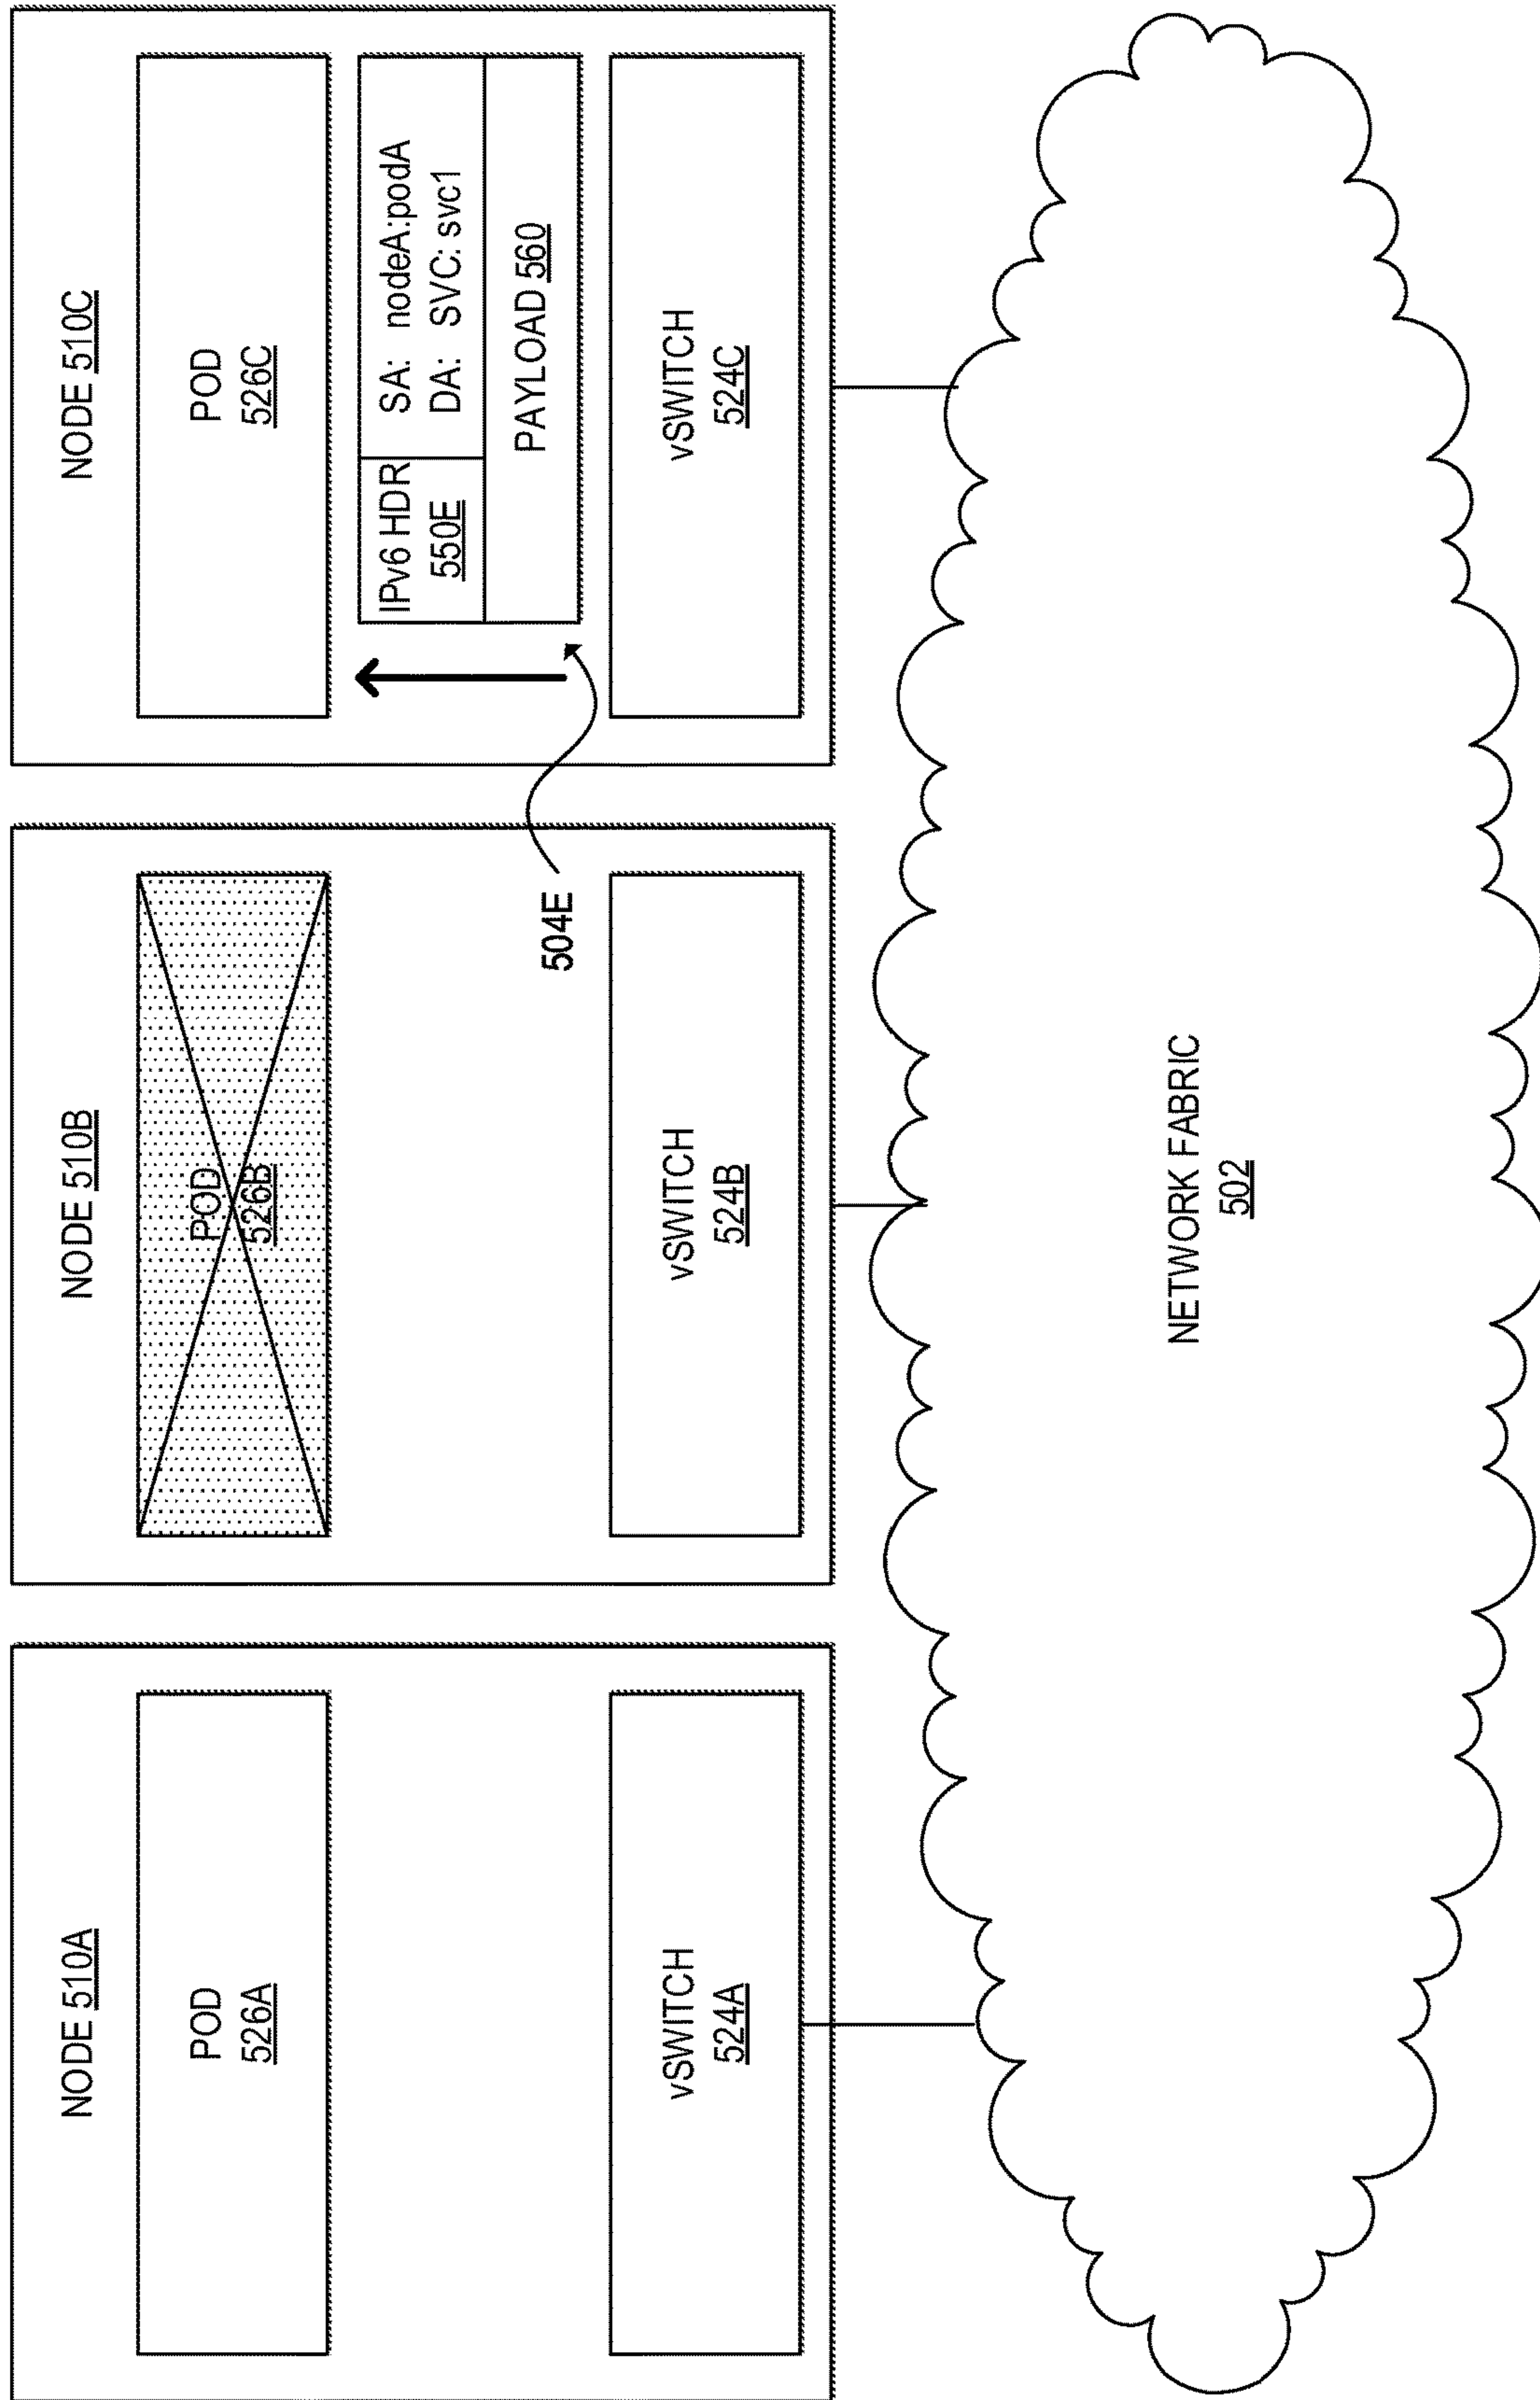 NODE 510A
POD
526A
vSWITCH
524A
NODE 510B
POD
526B
vSWITCH
524B
504E
NODE 510C
POD
526C
IPv6 HDR
550E
SA: nodeA:podA
DA: SVC: svc1
PAYLOAD 560
vSWITCH
524C
NETWORK FABRIC
502